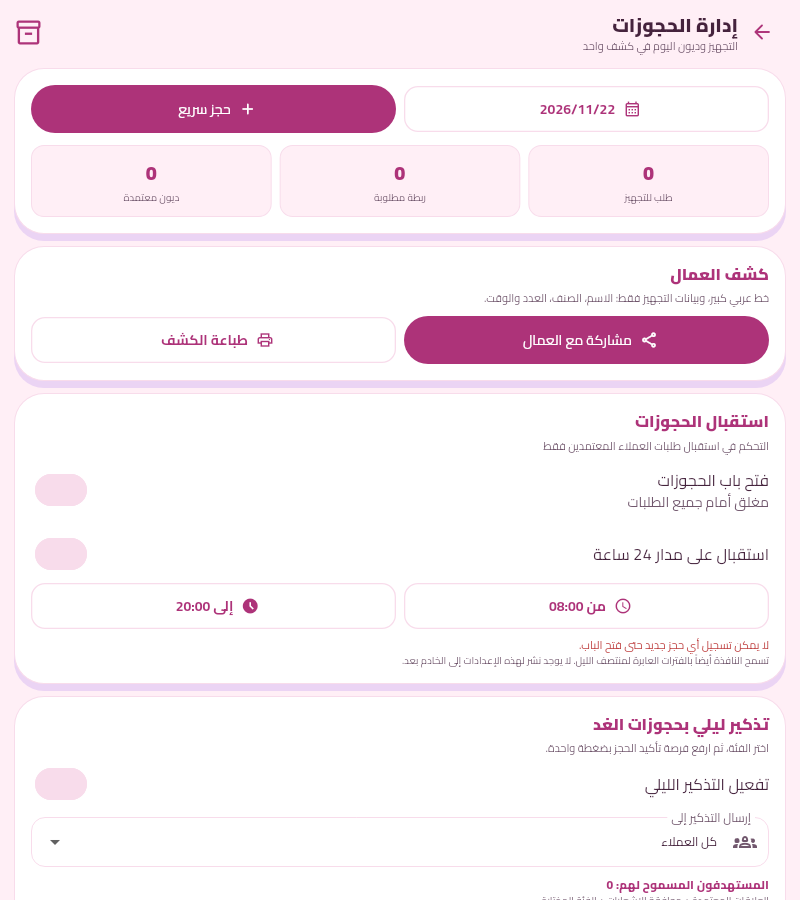 إدارة الحجوزات
التجهيز وديون اليوم في كشف واحد
2026/11/22
حجز سريع
0
طلب للتجهيز
0
ربطة مطلوبة
0
ديون معتمدة
كشف العمال
خط عربي كبير، وبيانات التجهيز فقط: الاسم، الصنف، العدد والوقت.
مشاركة مع العمال
طباعة الكشف
استقبال الحجوزات
التحكم في استقبال طلبات العملاء المعتمدين فقط
فتح باب الحجوزات
مغلق أمام جميع الطلبات
استقبال على مدار 24 ساعة
من 08:00
إلى 20:00
لا يمكن تسجيل أي حجز جديد حتى فتح الباب.
تسمح النافذة أيضاً بالفترات العابرة لمنتصف الليل. لا يوجد نشر لهذه الإعدادات إلى الخادم بعد.
تذكير ليلي بحجوزات الغد
اختر الفئة، ثم ارفع فرصة تأكيد الحجز بضغطة واحدة.
تفعيل التذكير الليلي
إرسال التذكير إلى
كل العملاء
المستهدفون المسموح لهم: 0